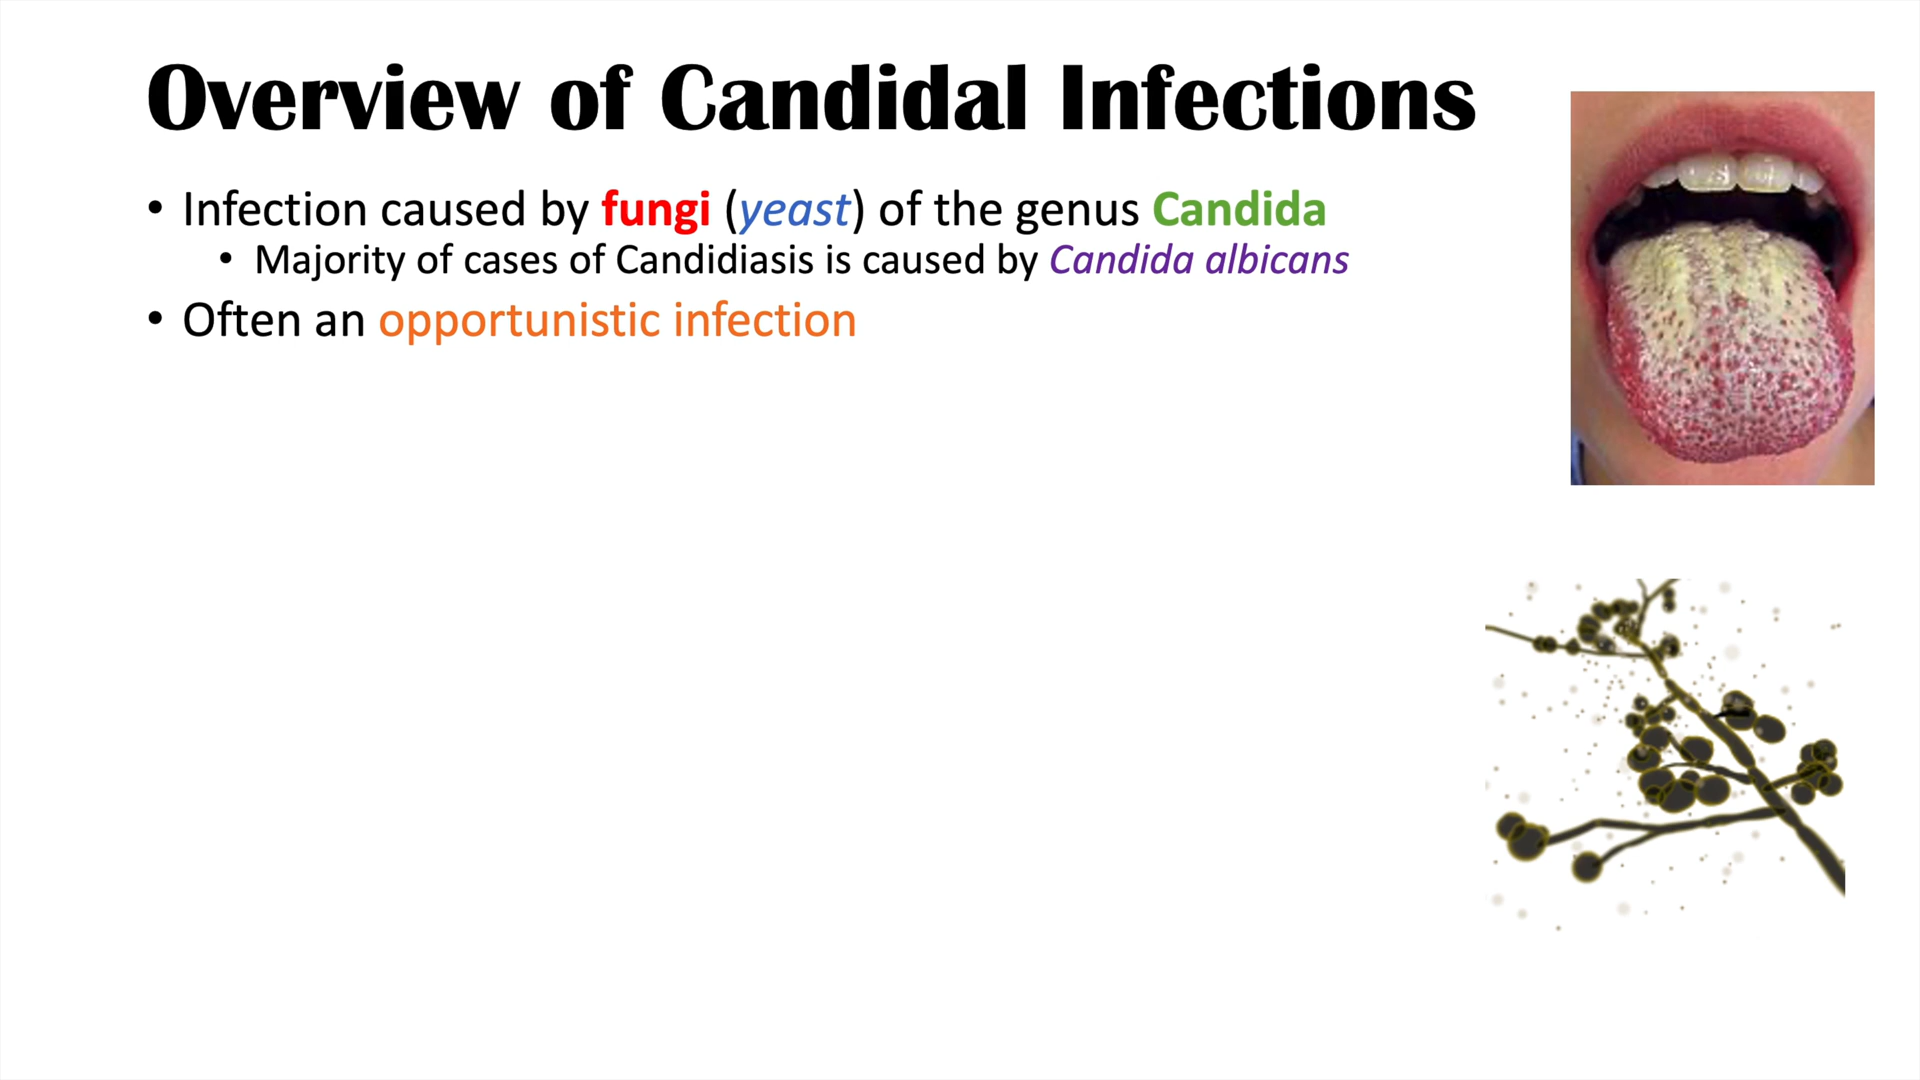 Overview of Candidal Infections
• Infection caused by fungi (yeast) of the genus Candida
• Majority of cases of Candidiasis is caused by Candida albicans
• Often an opportunistic infection